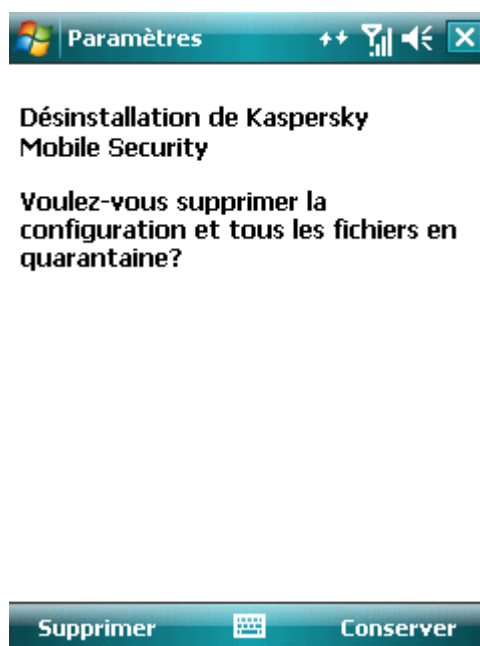 Paramètres
Désinstallation de Kaspersky
Mobile Security
Voulez-vous supprimer la
configuration et tous les fichiers en
quarantaine?
Supprimer
Conserver